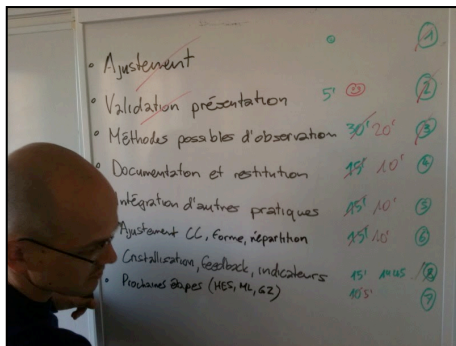 • Ajustement 1
• Validation présentation 5' 2
• Méthodes possibles d'observation 30' 20' 3
• Documentation et restitution 15' 10' 4
Intégration d'autres pratiques 15' 10' 5
Ajustement CC, forme, répartition 15' 10' 6
Cristallisation, feedback, indicateurs 15' 8
• Prochaines étapes (HES, ML, GZ) 10' 5' 7